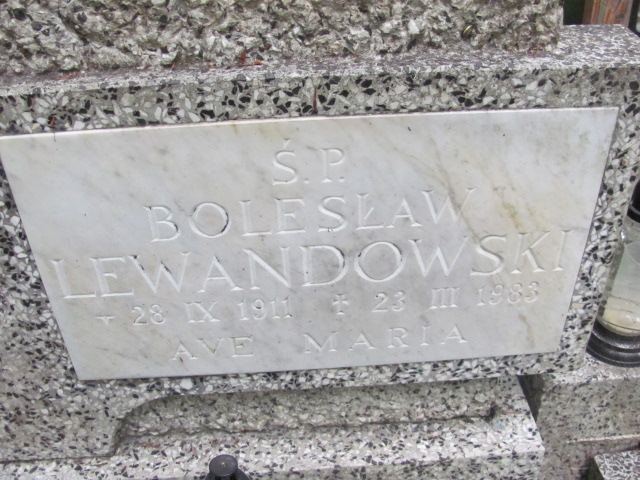 Ś.P.
BOLESŁAW
LEWANDOWSKI
+ 28 IX 1911 ✝ 23 III 1983
AVE MARIA